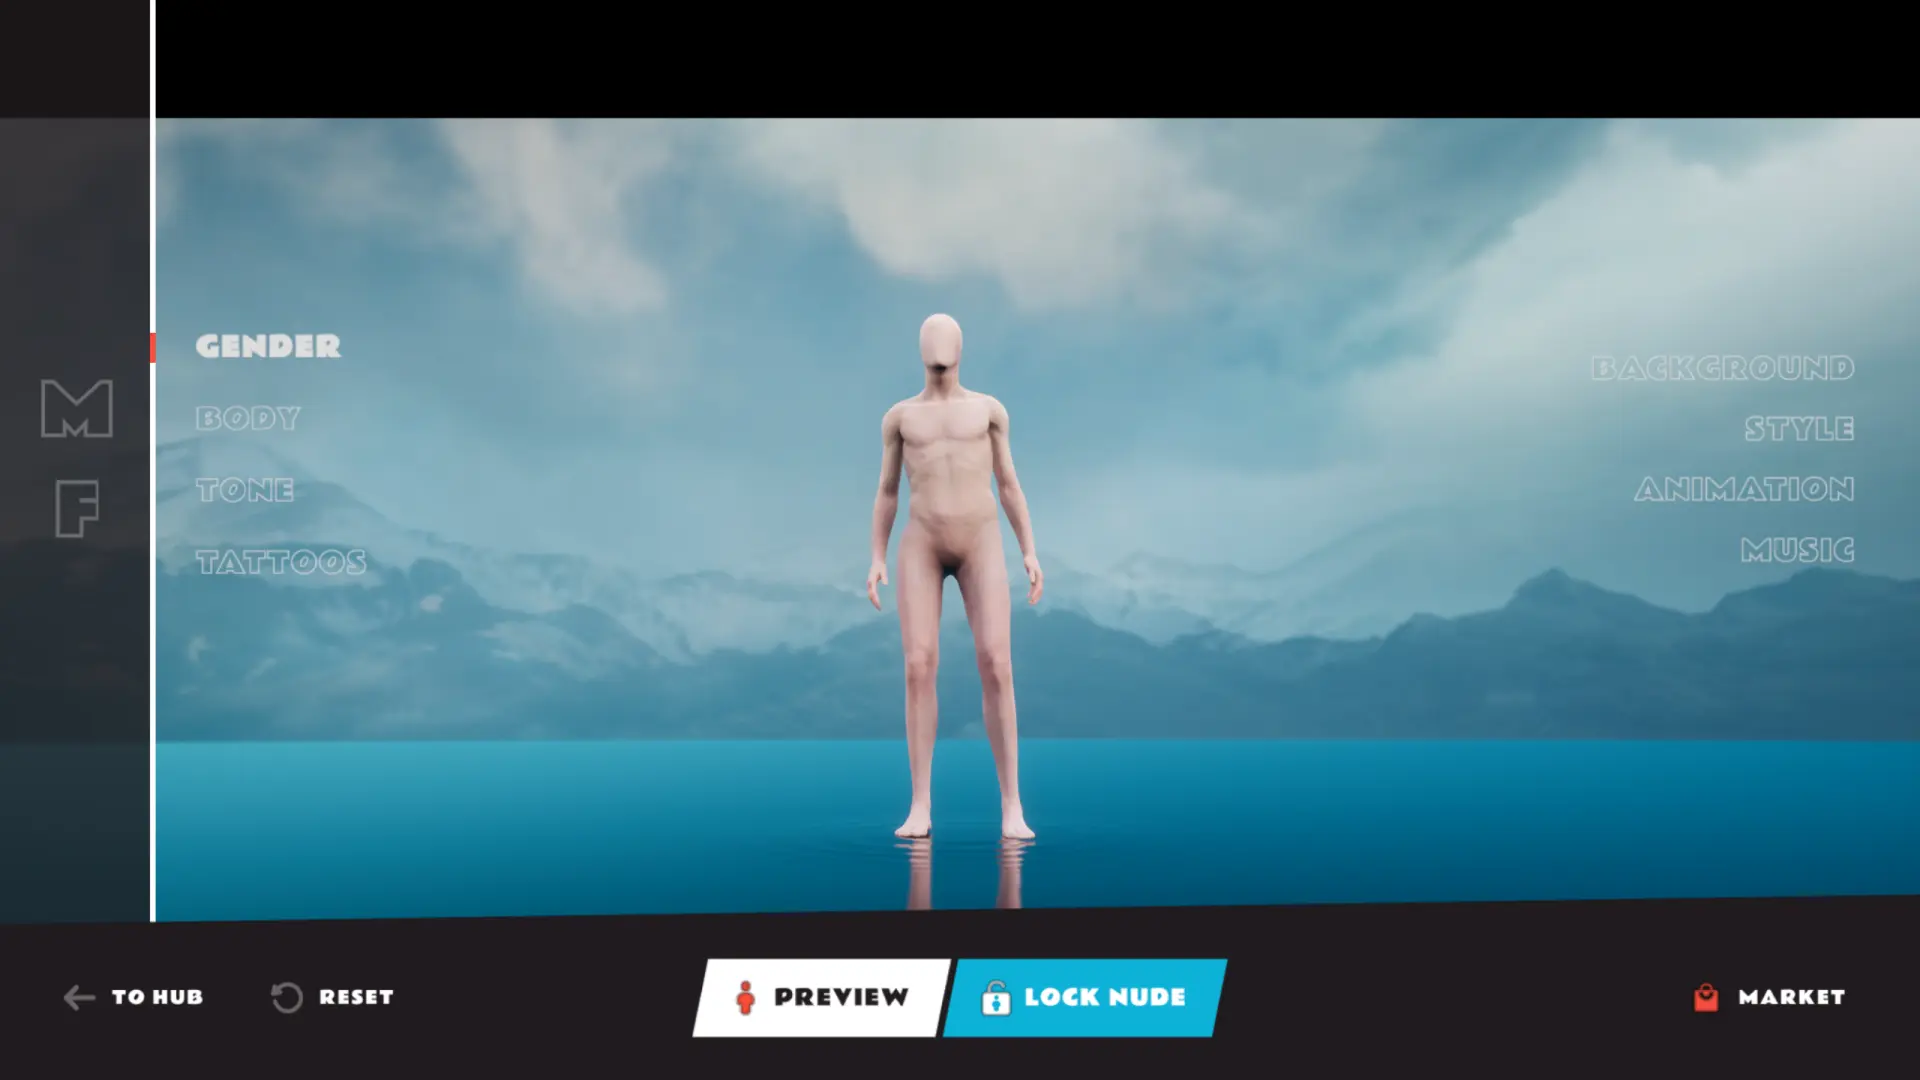 GENDER
BODY
TONE
TATTOOS
M
F
BACKGROUND
STYLE
ANIMATION
MUSIC
TO HUB
RESET
PREVIEW
LOCK NUDE
MARKET